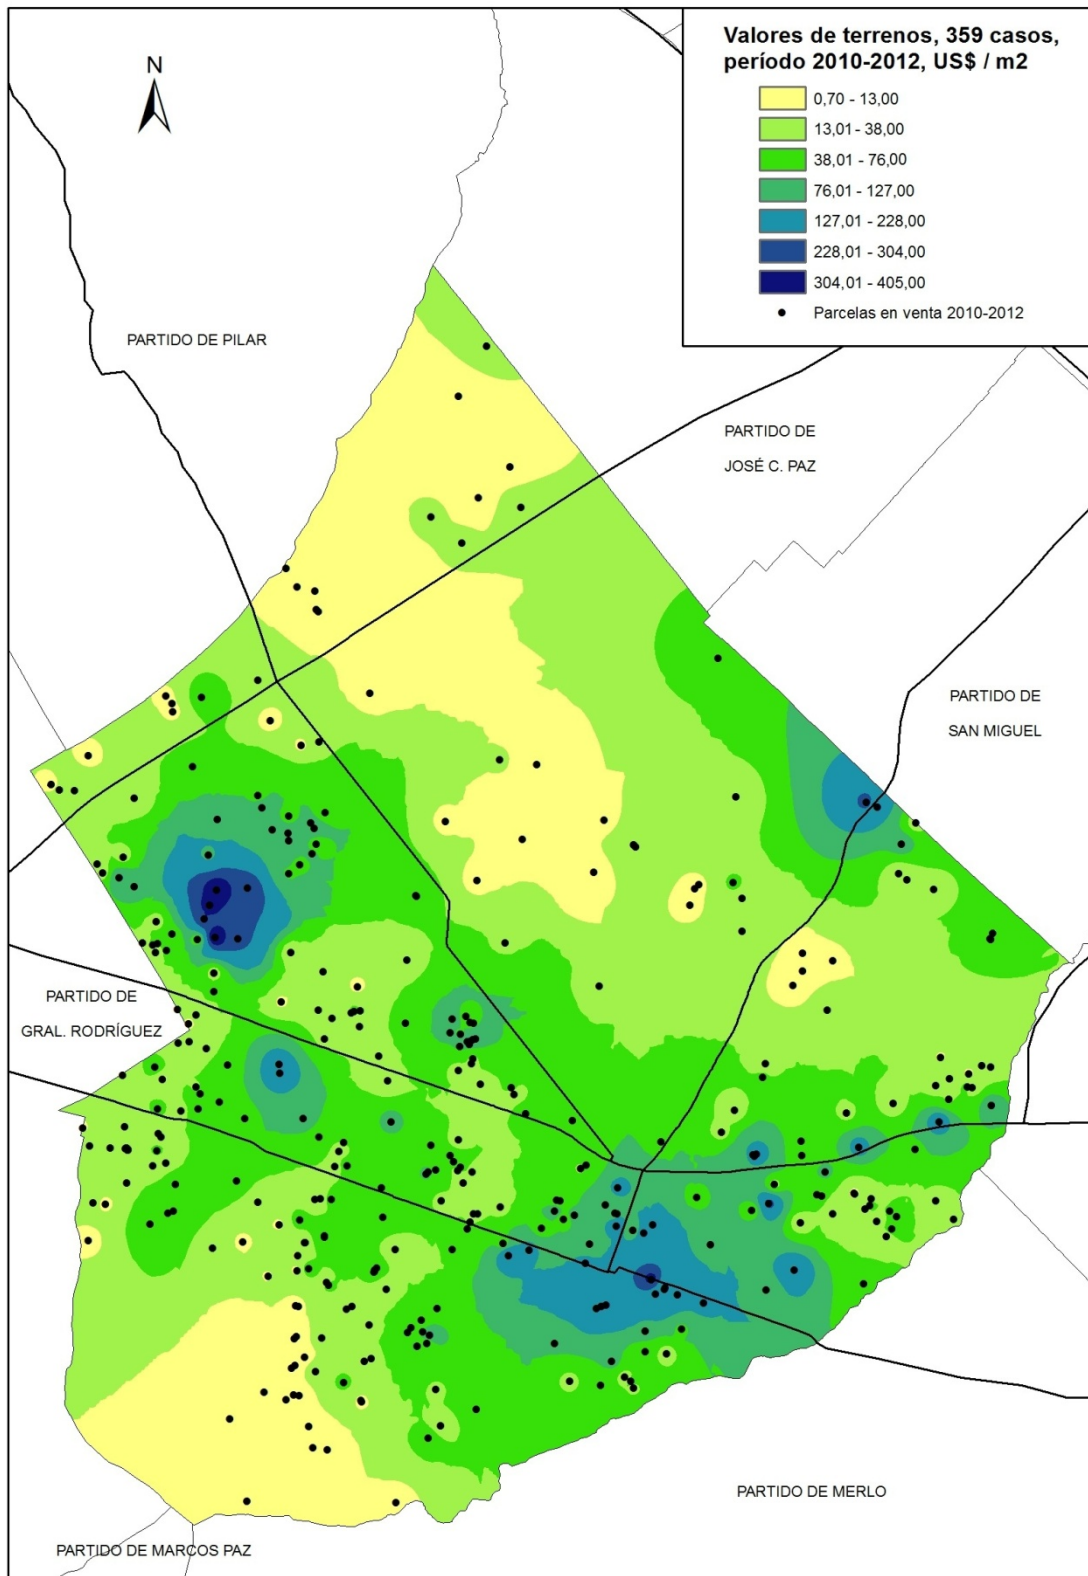 Valores de terrenos, 359 casos,
período 2010-2012, US$ / m2
0,70 - 13,00
13,01 - 38,00
38,01 - 76,00
76,01 - 127,00
127,01 - 228,00
228,01 - 304,00
304,01 - 405,00
Parcelas en venta 2010-2012
N
PARTIDO DE PILAR
PARTIDO DE
JOSÉ C. PAZ
PARTIDO DE
SAN MIGUEL
PARTIDO DE
GRAL. RODRÍGUEZ
PARTIDO DE MERLO
PARTIDO DE MARCOS PAZ